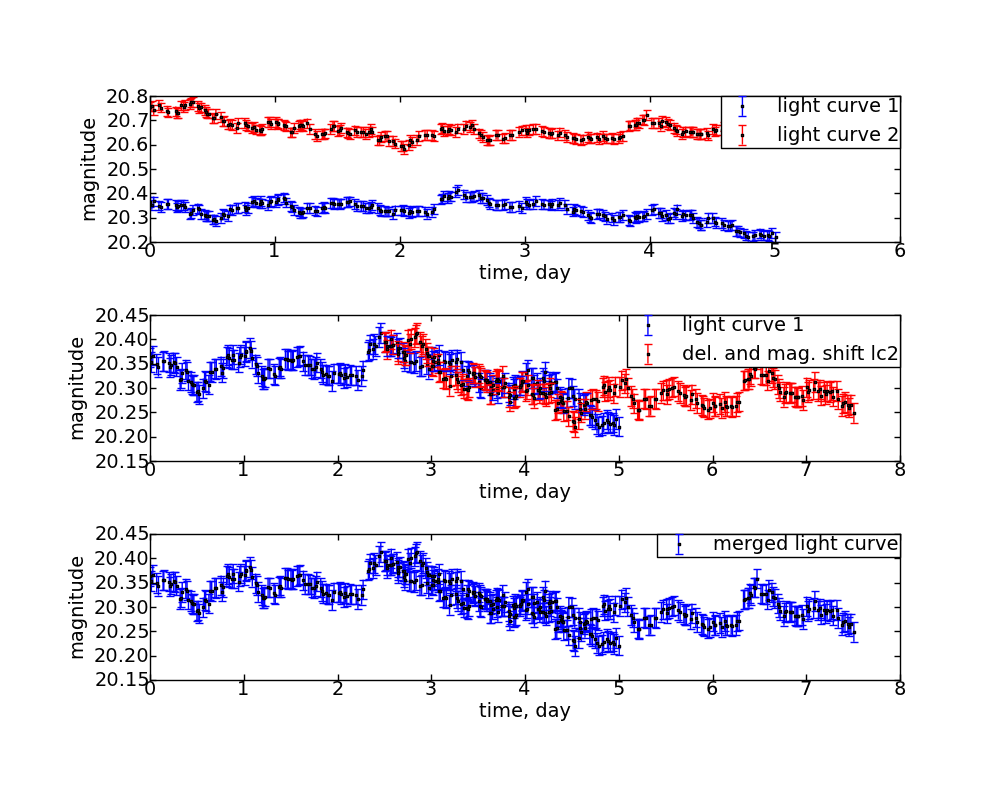 20.8
20.7
20.6
20.5
20.4
20.3
20.2
magnitude
light curve 1
light curve 2
0 1 2 3 4 5 6
time, day
20.45
20.40
20.35
20.30
20.25
20.20
20.15
magnitude
light curve 1
del. and mag. shift lc2
0 1 2 3 4 5 6 7 8
time, day
20.45
20.40
20.35
20.30
20.25
20.20
20.15
magnitude
merged light curve
0 1 2 3 4 5 6 7 8
time, day